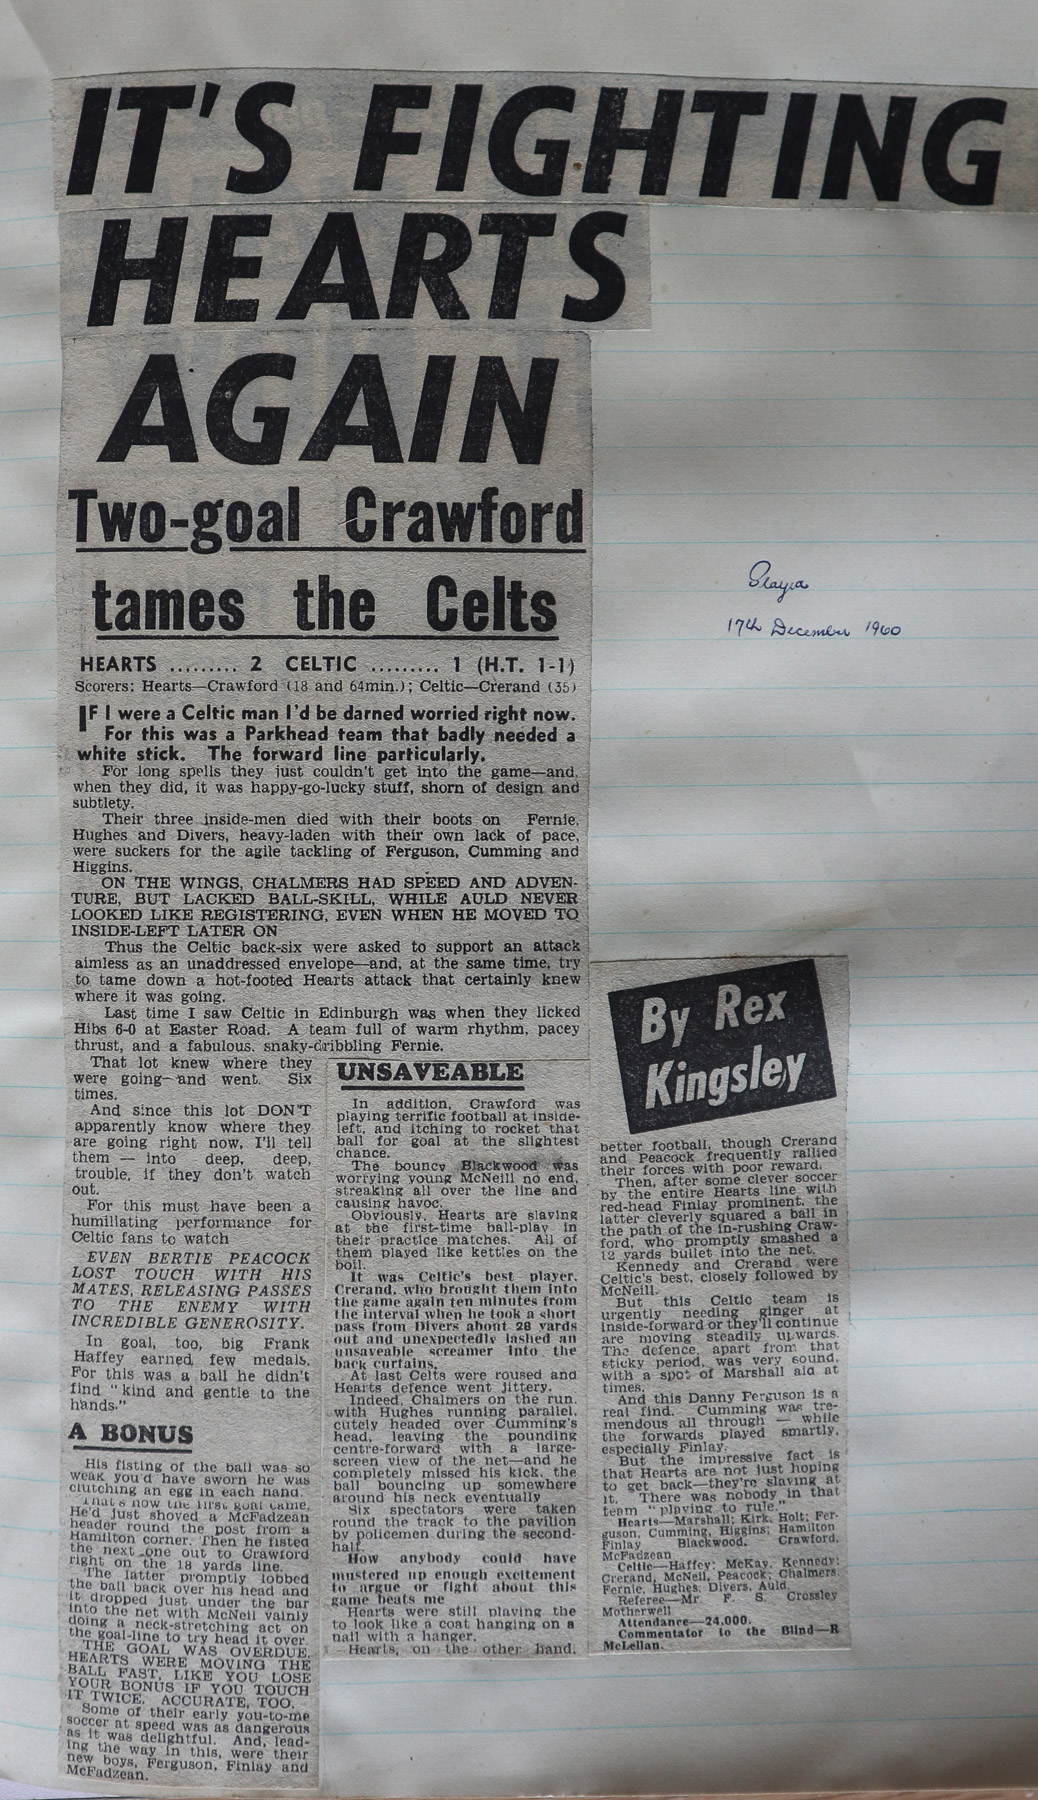 IT'S FIGHTING
HEARTS
AGAIN
Two-goal Crawford
tames the Celts
17th December 1960
HEARTS ......... 2 CELTIC ......... 1 (H.T. 1-1)
Scorers: Hearts—Crawford (18 and 64min.); Celtic—Crerand (35)
IF I were a Celtic man I'd be darned worried right now.
For this was a Parkhead team that badly needed a
white stick. The forward line particularly.
For long spells they just couldn't get into the game—and,
when they did, it was happy-go-lucky stuff, shorn of design and
subtlety.
Their three inside-men died with their boots on Fernie,
Hughes and Divers, heavy-laden with their own lack of pace,
were suckers for the agile tackling of Ferguson, Cumming and
Higgins.
ON THE WINGS, CHALMERS HAD SPEED AND ADVEN-
TURE, BUT LACKED BALL-SKILL, WHILE AULD NEVER
LOOKED LIKE REGISTERING, EVEN WHEN HE MOVED TO
INSIDE-LEFT LATER ON
Thus the Celtic back-six were asked to support an attack
aimless as an unaddressed envelope—and, at the same time, try
to tame down a hot-footed Hearts attack that certainly knew
where it was going.
Last time I saw Celtic in Edinburgh was when they licked
Hibs 6-0 at Easter Road. A team full of warm rhythm, pacey
thrust, and a fabulous, snaky-dribbling Fernie.
That lot knew where they
were going—and went. Six
times.
And since this lot DON'T
apparently know where they
are going right now, I'll tell
them — into deep, deep,
trouble, if they don't watch
out.
For this must have been a
humiliating performance for
Celtic fans to watch
EVEN BERTIE PEACOCK
LOST TOUCH WITH HIS
MATES, RELEASING PASSES
TO THE ENEMY WITH
INCREDIBLE GENEROSITY.
In goal, too, big Frank
Haffey earned few medals.
For this was a ball he didn't
find "kind and gentle to the
hands."
A BONUS
His fisting of the ball was so
weak you'd have sworn he was
clutching an egg in each hand.
That's how the first goal came.
He'd just shoved a McFadzean
header round the post from a
Hamilton corner. Then he fisted
the next one out to Crawford
right on the 18 yards line.
The latter promptly lobbed
the ball back over his head and
it dropped just under the bar
into the net with McNeil vainly
doing a neck-stretching act on
the goal-line to try head it over.
THE GOAL WAS OVERDUE.
HEARTS WERE MOVING THE
BALL FAST, LIKE YOU LOSE
YOUR BONUS IF YOU TOUCH
IT TWICE. ACCURATE, TOO.
Some of their early you-to-me
soccer at speed was as dangerous
as it was delightful. And, lead-
ing the way in this, were their
new boys, Ferguson, Finlay and
McFadzean.
UNSAVEABLE
In addition, Crawford was
playing terrific football at inside-
left, and itching to rocket that
ball for goal at the slightest
chance.
The bouncy Blackwood was
worrying young McNeill no end,
streaking all over the line and
causing havoc.
Obviously, Hearts are slaving
at the first-time ball-play in
their practice matches. All of
them played like kettles on the
boil.
It was Celtic's best player,
Crerand, who brought them into
the game again ten minutes from
the interval when he took a short
pass from Divers about 28 yards
out and unexpectedly lashed an
unsaveable screamer into the
back curtains.
At last Celts were roused and
Hearts defence went jittery.
Indeed, Chalmers on the run,
with Hughes running parallel,
nicely headed over Cumming's
head, leaving the pounding
centre-forward with a large-
screen view of the net—and he
completely missed his kick, the
ball bouncing up somewhere
around his neck eventually
Six spectators were taken
round the track to the pavilion
by policemen during the second-
half.
How anybody could have
mustered up enough excitement
to argue or fight about this
game beats me
Hearts were still playing the
to look like a coat hanging on a
nail with a hanger.
Hearts, on the other hand,
By Rex
Kingsley
better football, though Crerand
and Peacock frequently rallied
their forces with poor reward.
Then, after some clever soccer
by the entire Hearts line with
red-head Finlay prominent, the
latter cleverly squared a ball in
the path of the in-rushing Craw-
ford, who promptly smashed a
12 yards bullet into the net.
Kennedy and Crerand were
Celtic's best, closely followed by
McNeill.
But this Celtic team is
urgently needing ginger at
inside-forward or they'll continue
are moving steadily upwards.
The defence, apart from that
sticky period, was very sound,
with a spot of Marshall aid at
times.
And this Danny Ferguson is a
real find. Cumming was tre-
mendous all through — while
the forwards played smartly,
especially Finlay.
But the impressive fact is
that Hearts are not just hoping
to get back—they're slaving at
it. There was nobody in that
team "playing to rule."
Hearts—Marshall; Kirk, Holt; Fer-
guson, Cumming, Higgins; Hamilton
Finlay Blackwood, Crawford,
McFadzean
Celtic—Haffey; McKay, Kennedy;
Crerand, McNeil, Peacock; Chalmers,
Fernie, Hughes, Divers, Auld.
Referee—Mr. F. S. Crossley
Motherwell
Attendance—24,000.
Commentator to the Blind—R
McLellan.